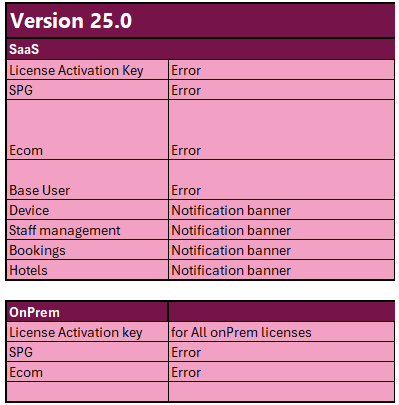 Version 25.0
SaaS
License Activation Key Error
SPG Error
Ecom Error
Base User Error
Device Notification banner
Staff management Notification banner
Bookings Notification banner
Hotels Notification banner
OnPrem
License Activation key for All onPrem licenses
SPG Error
Ecom Error